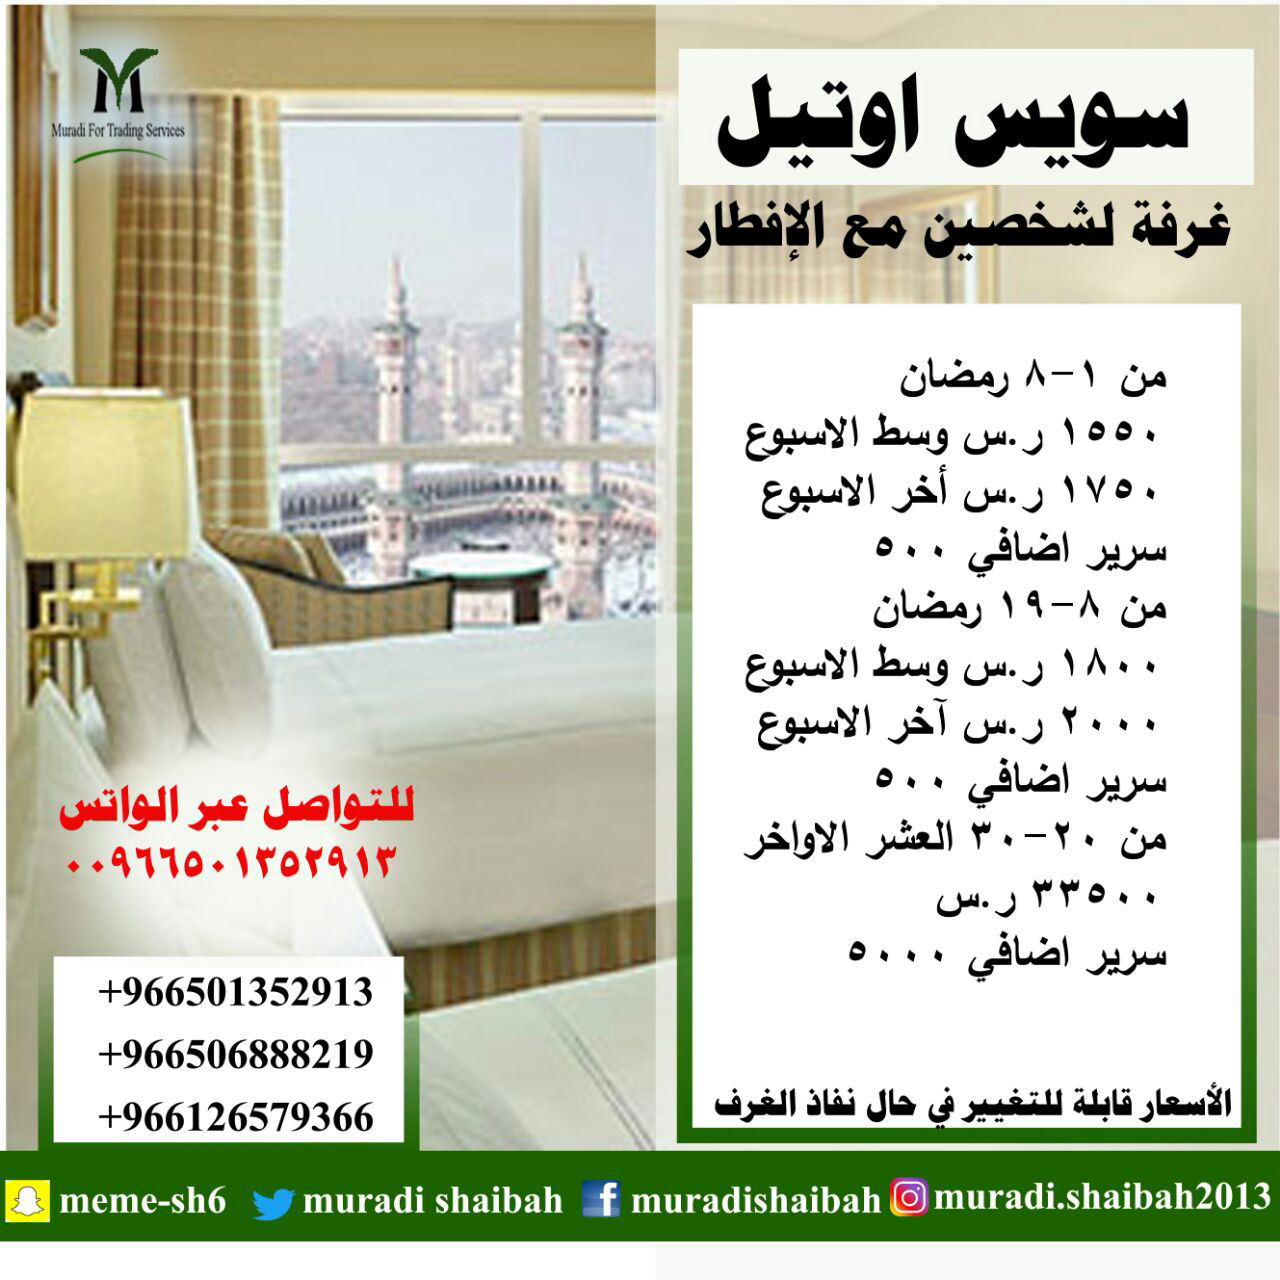 Muradi For Trading Services
سويس اوتيل
غرفة لشخصين مع الإفطار
من ١-٨ رمضان
١٥٥٠ ر.س وسط الاسبوع
١٧٥٠ ر.س أخر الاسبوع
سرير اضافي ٥٠٠
من ٨-١٩ رمضان
١٨٠٠ ر.س وسط الاسبوع
٢٠٠٠ ر.س آخر الاسبوع
سرير اضافي ٥٠٠
من ٢٠-٣٠ العشر الاواخر
٣٣٥٠٠ ر.س
سرير اضافي ٥٠٠٠
الأسعار قابلة للتغيير في حال نفاذ الغرف
للتواصل عبر الواتس
٠٠٩٦٦٥٠١٣٥٢٩١٣
+966501352913
+966506888219
+966126579366
meme-sh6 muradi shaibah muradishaibah muradi.shaibah2013